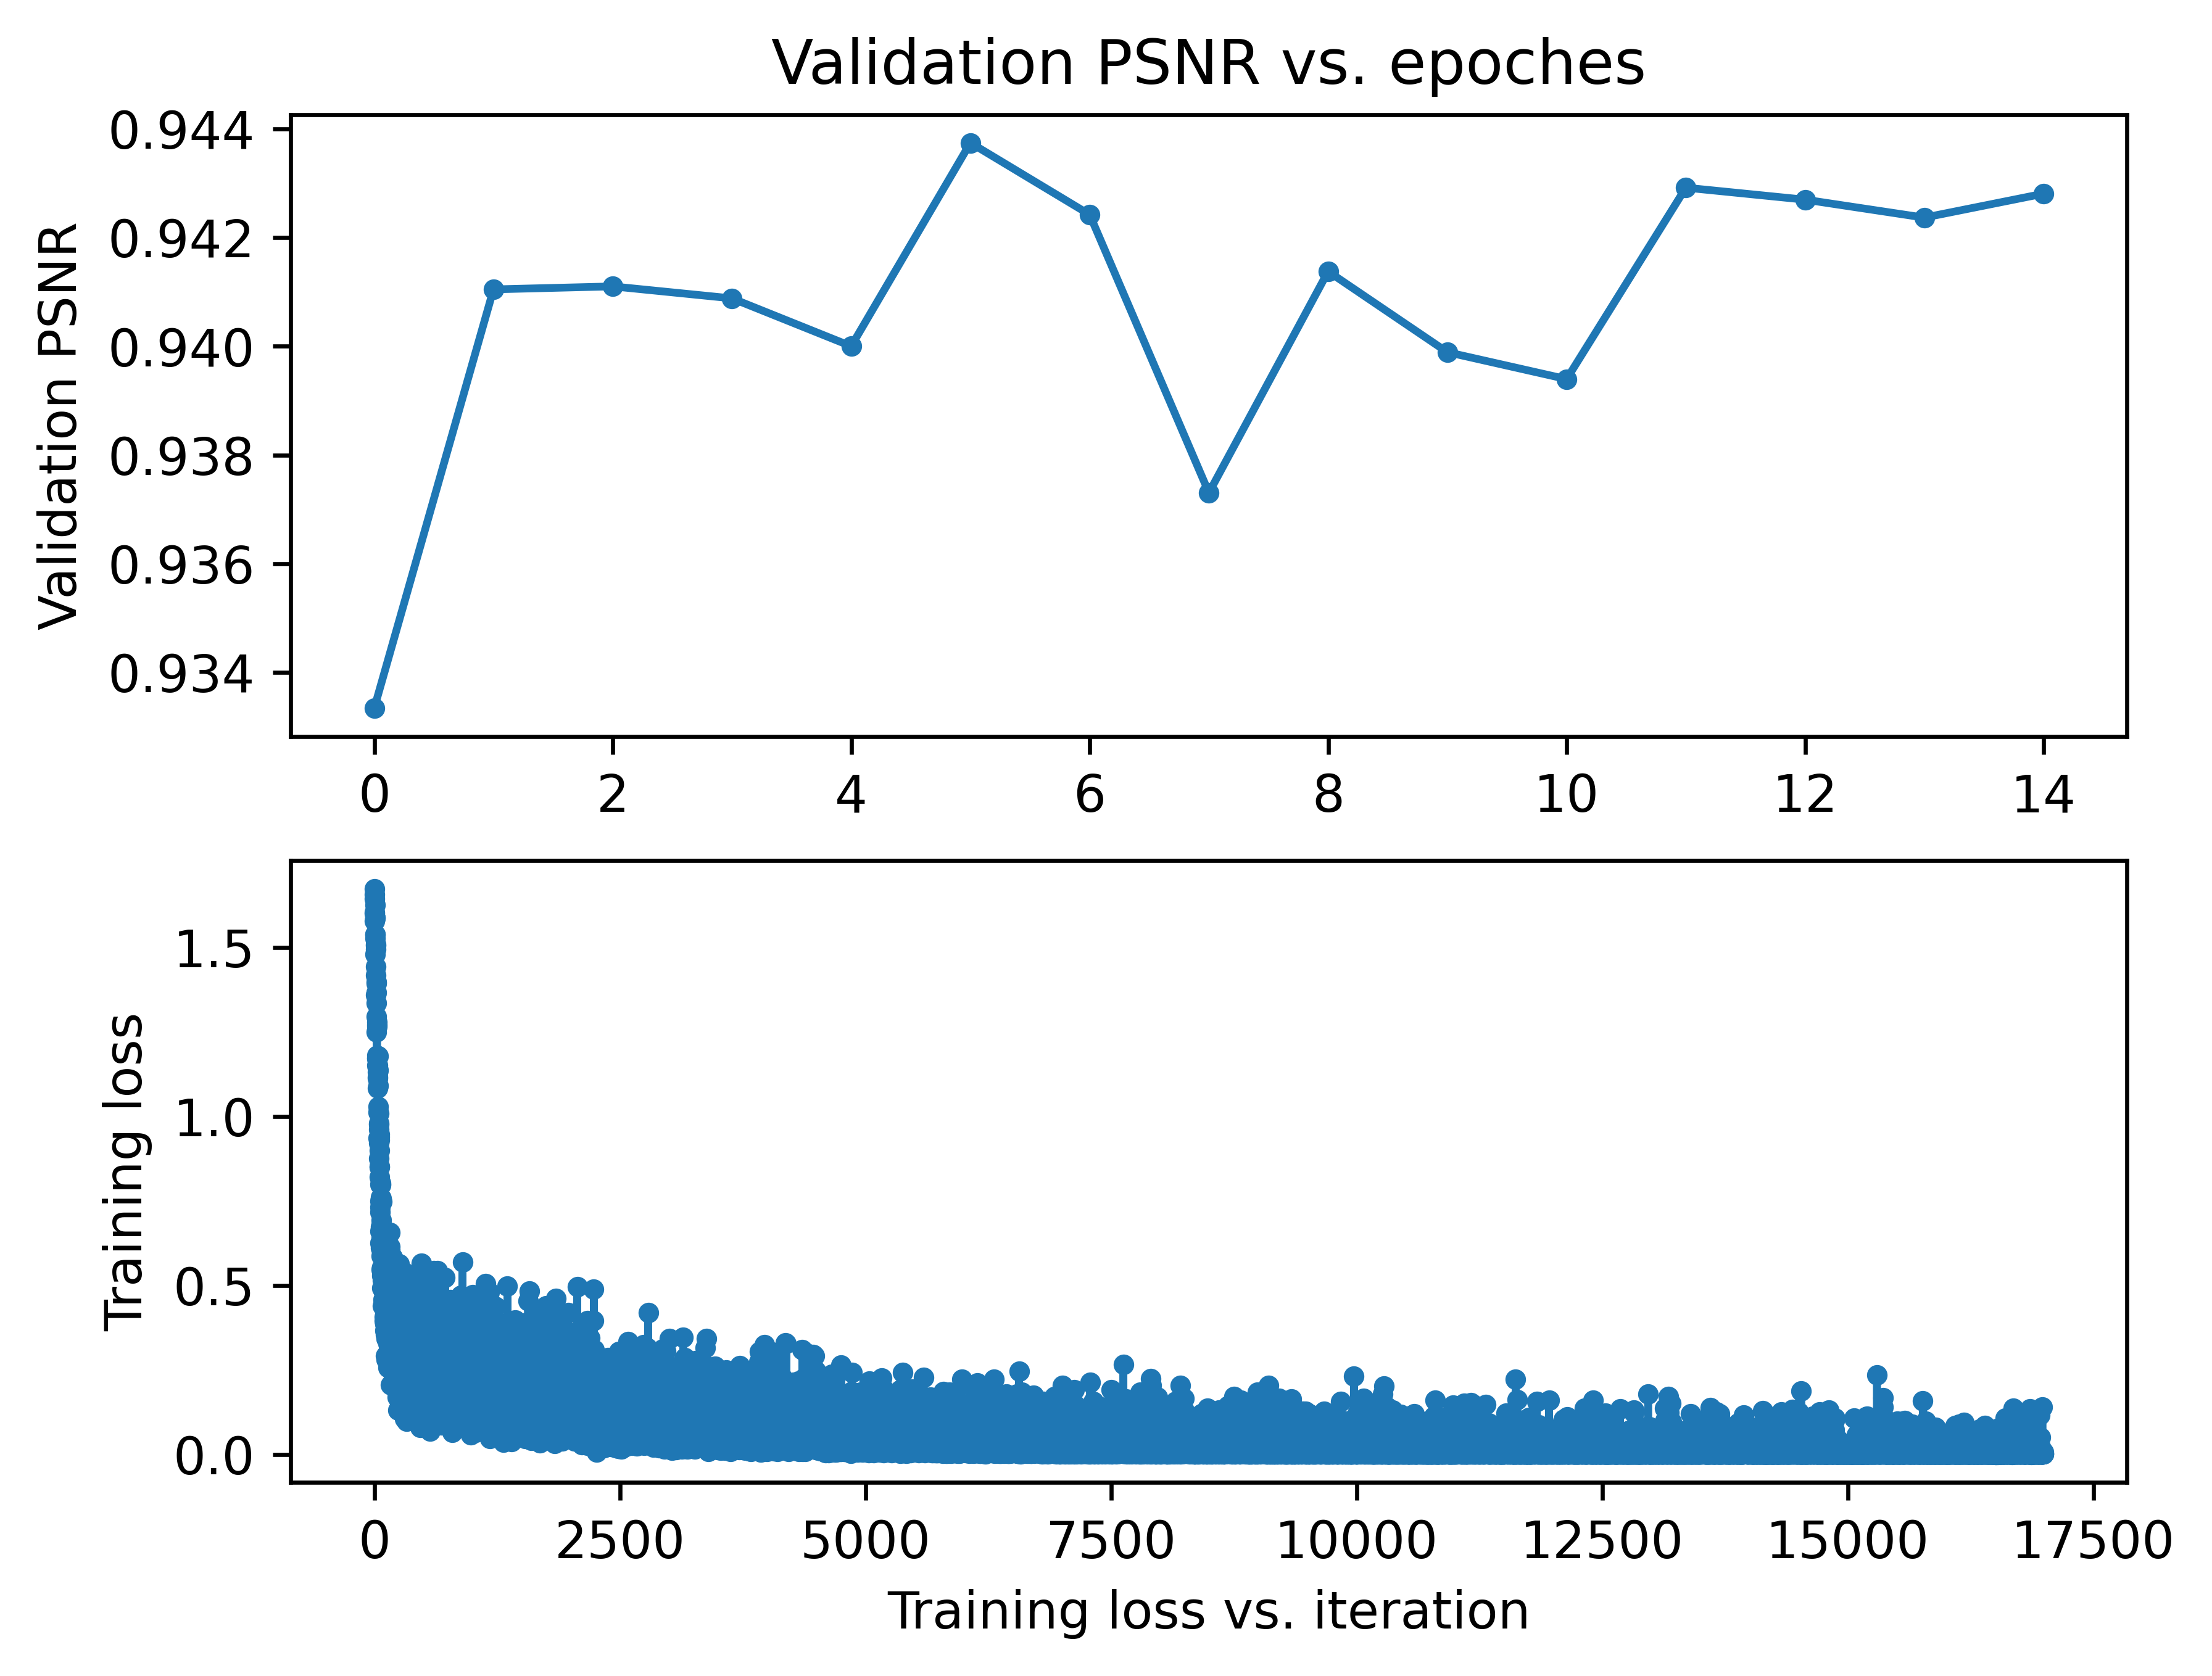 Validation PSNR vs. epoches
Validation PSNR
0.944
0.942
0.940
0.938
0.936
0.934
0 2 4 6 8 10 12 14
Training loss
1.5
1.0
0.5
0.0
0 2500 5000 7500 10000 12500 15000 17500
Training loss vs. iteration